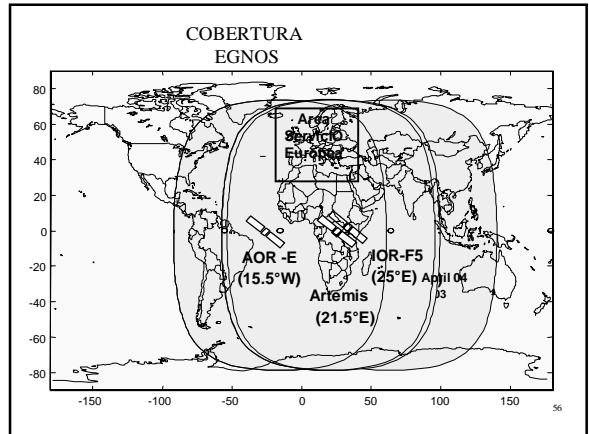 COBERTURA
EGNOS
80
60
40
20
0
-20
-40
-60
-80
Area
Servicio
Europea
AOR -E
(15.5°W)
IOR-F5
(25°E)
April 04
03
Artemis
(21.5°E)
-150
-100
-50
0
50
100
150
56